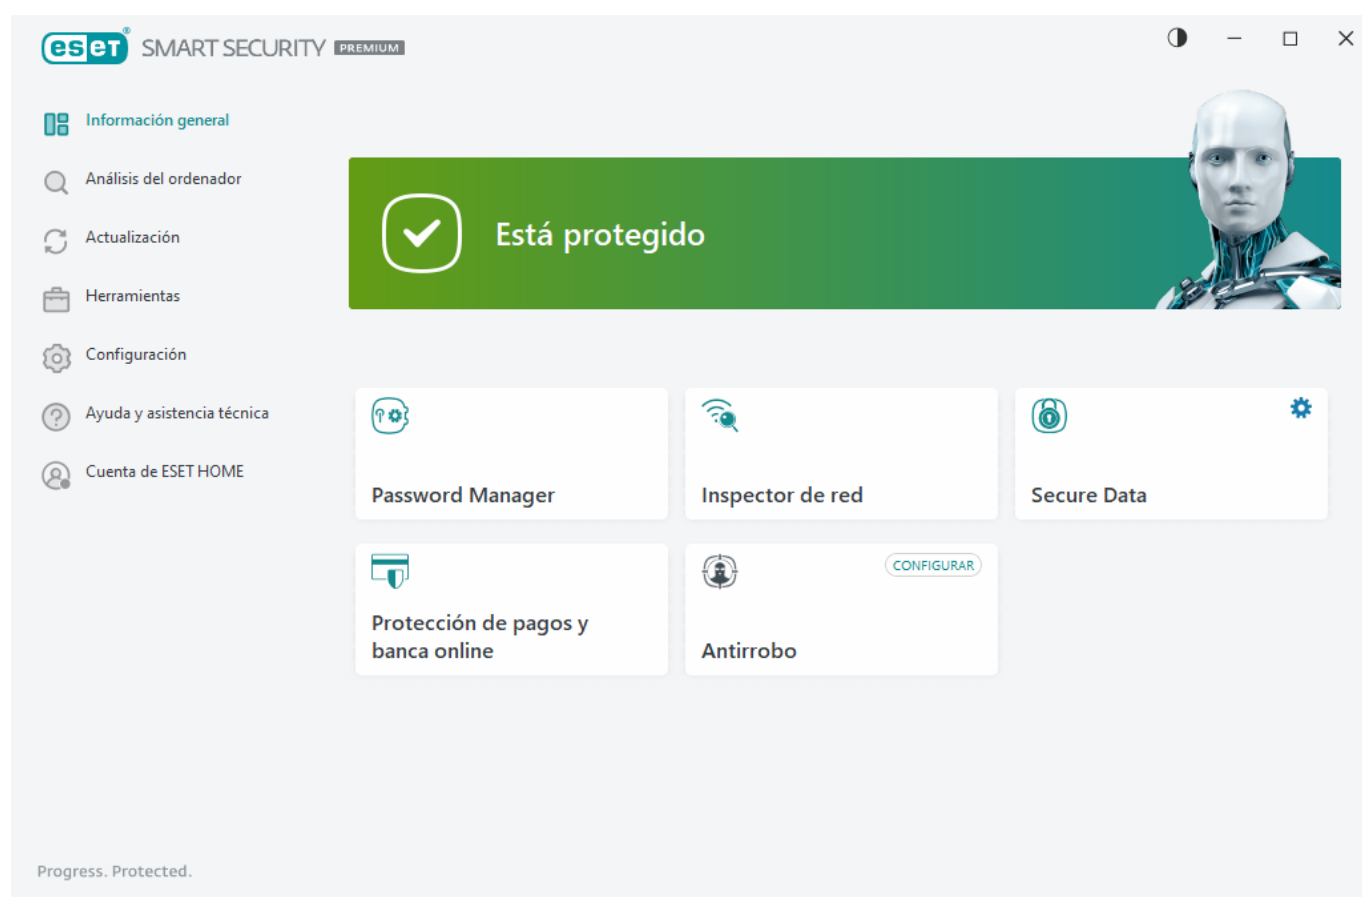 eset® SMART SECURITY PREMIUM
Información general
Análisis del ordenador
Actualización
Herramientas
Configuración
Ayuda y asistencia técnica
Cuenta de ESET HOME
Está protegido
Password Manager
Inspector de red
Secure Data
Protección de pagos y
banca online
CONFIGURAR
Antirrobo
Progress. Protected.